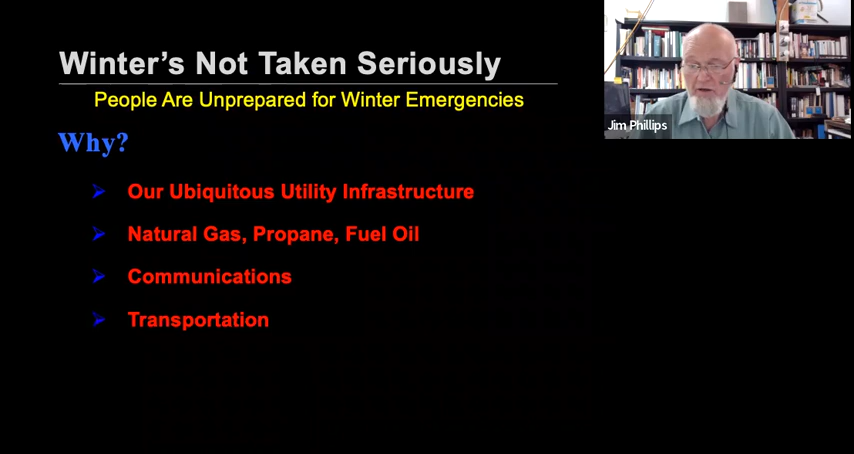 Winter's Not Taken Seriously
People Are Unprepared for Winter Emergencies
Why?
Our Ubiquitous Utility Infrastructure
Natural Gas, Propane, Fuel Oil
Communications
Transportation
Jim Phillips